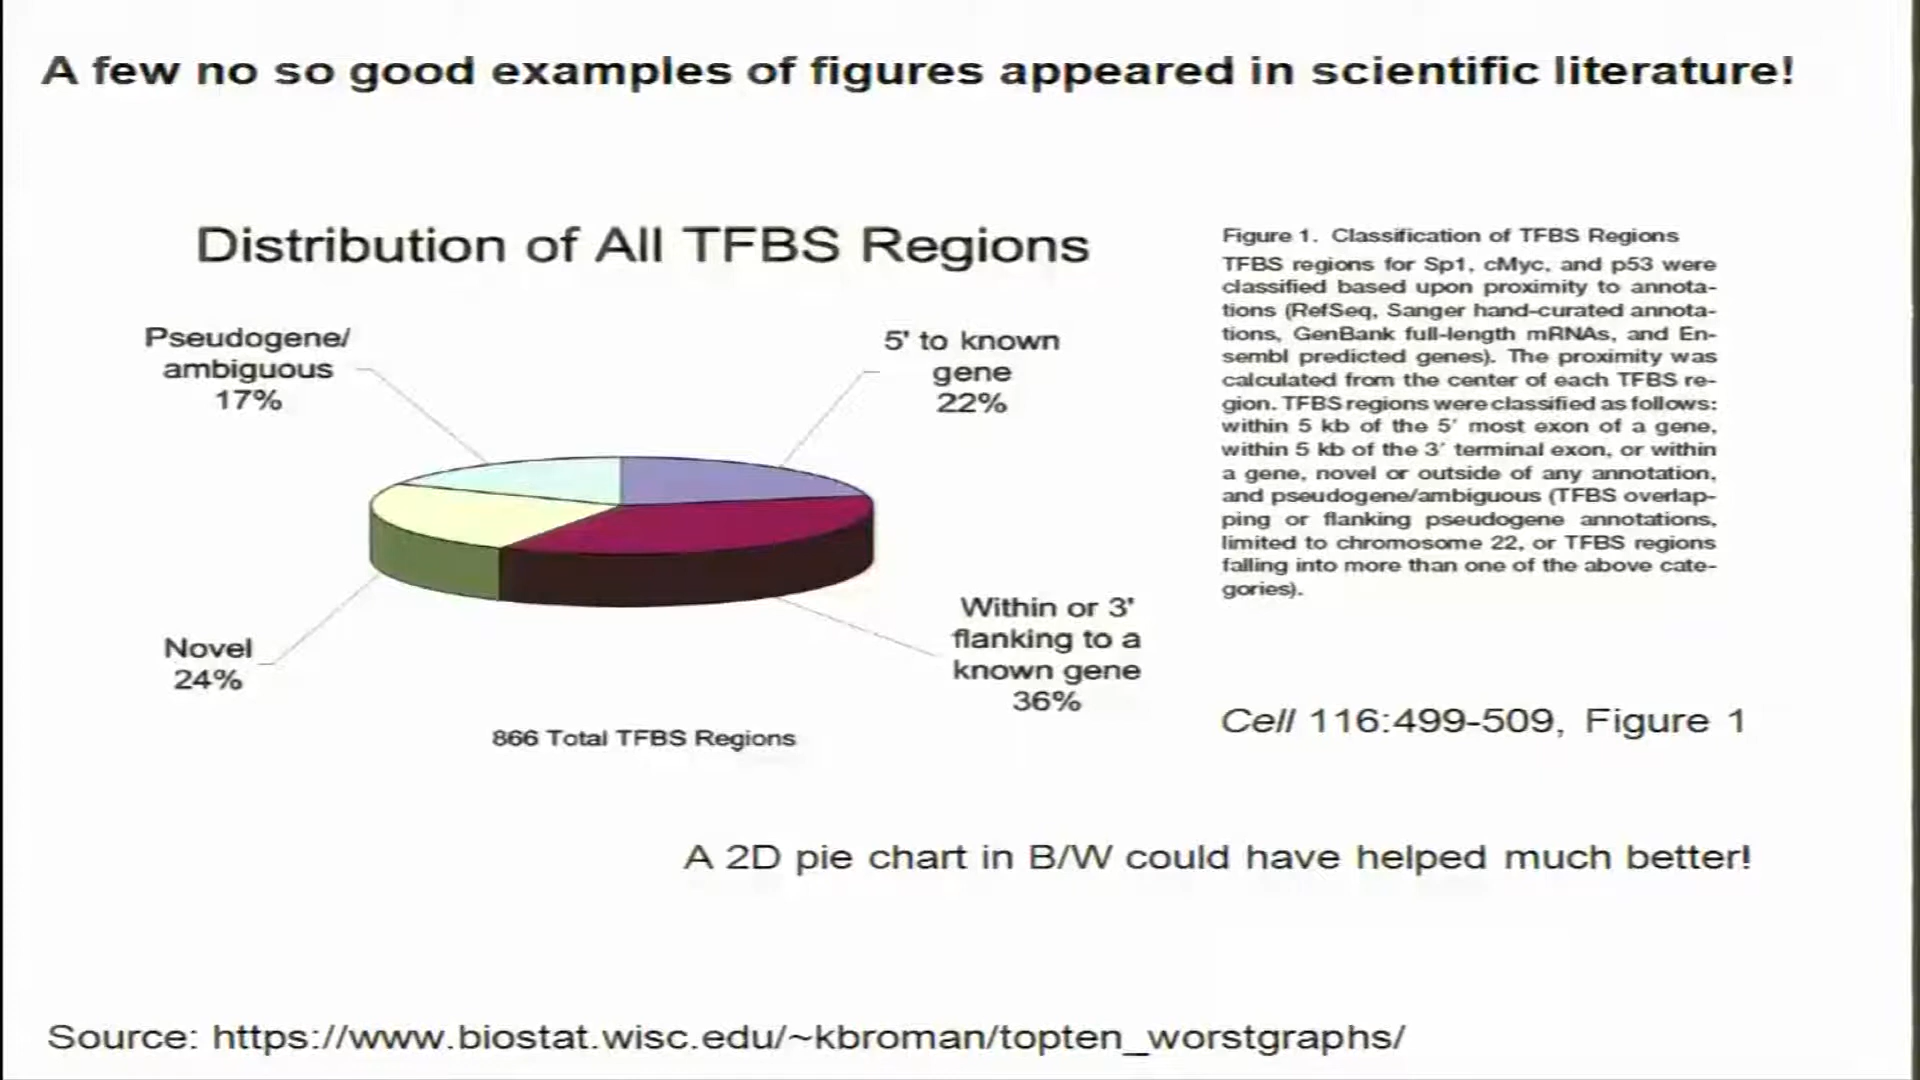 A few no so good examples of figures appeared in scientific literature!
Distribution of All TFBS Regions
Pseudogene/
ambiguous
17%
5' to known
gene
22%
Novel
24%
Within or 3'
flanking to a
known gene
36%
866 Total TFBS Regions
Figure 1. Classification of TFBS Regions
TFBS regions for Sp1, cMyc, and p53 were
classified based upon proximity to annota-
tions (RefSeq, Sanger hand-curated annota-
tions, GenBank full-length mRNAs, and En-
sembl predicted genes). The proximity was
calculated from the center of each TFBS re-
gion. TFBS regions were classified as follows:
within 5 kb of the 5′ most exon of a gene,
within 5 kb of the 3′ terminal exon, or within
a gene, novel or outside of any annotation,
and pseudogene/ambiguous (TFBS overlap-
ping or flanking pseudogene annotations,
limited to chromosome 22, or TFBS regions
falling into more than one of the above cate-
gories).
Cell 116:499-509, Figure 1
A 2D pie chart in B/W could have helped much better!
Source: https://www.biostat.wisc.edu/~kbroman/topten_worstgraphs/